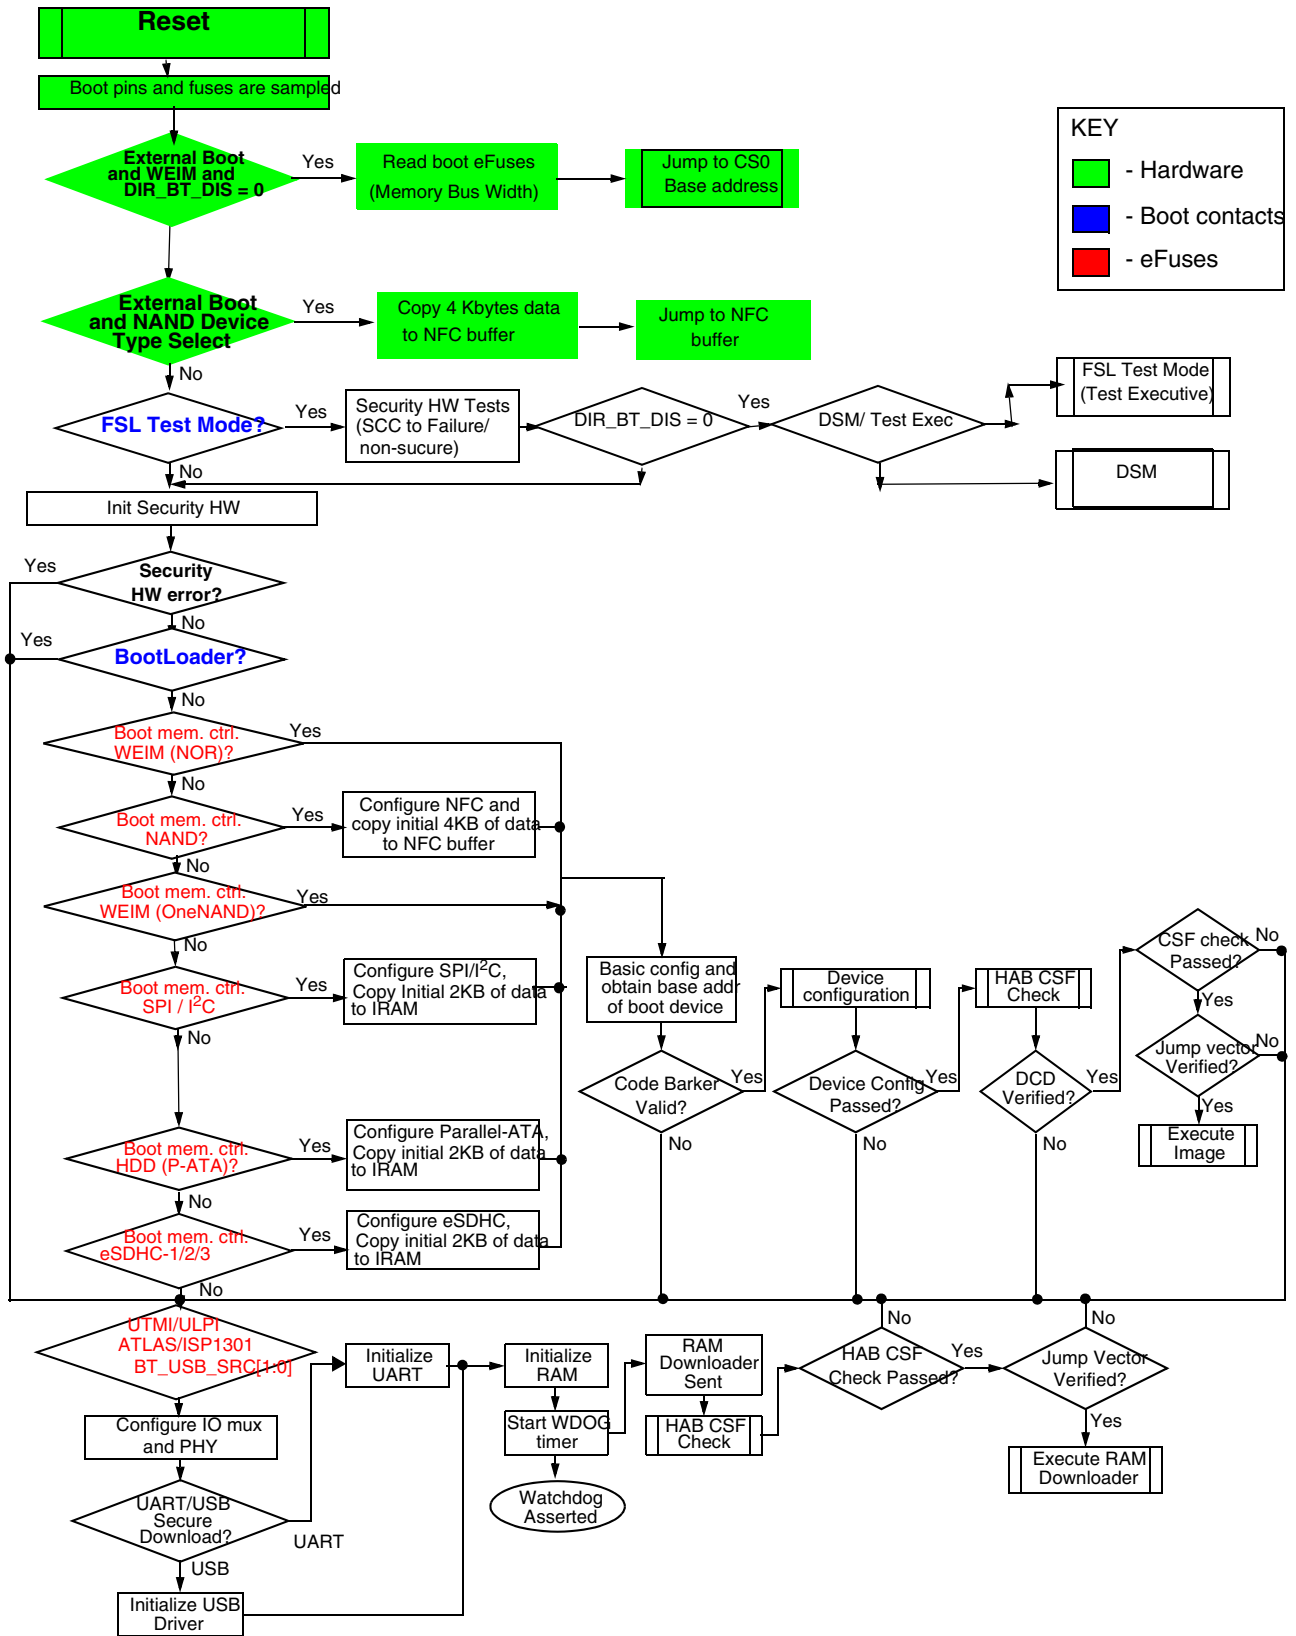 Reset
Boot pins and fuses are sampled
External Boot
and WEIM and
DIR_BT_DIS = 0
Yes
Read boot eFuses
(Memory Bus Width)
Jump to CS0
Base address
KEY
- Hardware
- Boot contacts
- eFuses
External Boot
and NAND Device
Type Select
Yes
Copy 4 Kbytes data
to NFC buffer
Jump to NFC
buffer
No
FSL Test Mode?
Yes
Security HW Tests
(SCC to Failure/
non-sucure)
DIR_BT_DIS = 0
Yes
DSM/ Test Exec
FSL Test Mode
(Test Executive)
DSM
No
Init Security HW
Yes
Security
HW error?
No
Yes
BootLoader?
No
Boot mem. ctrl.
WEIM (NOR)?
Yes
No
Boot mem. ctrl.
NAND?
Yes
Configure NFC and
copy initial 4KB of data
to NFC buffer
No
Boot mem. ctrl.
WEIM (OneNAND)?
Yes
No
Boot mem. ctrl.
SPI / I²C
Yes
Configure SPI/I²C,
Copy Initial 2KB of data
to IRAM
No
Basic config and
obtain base addr
of boot device
Device
configuration
HAB CSF
Check
CSF check
Passed?
No
Yes
Code Barker
Valid?
Yes
Device Config
Passed?
Yes
DCD
Verified?
Yes
Jump vector
Verified?
No
Yes
Execute
Image
No
No
No
Boot mem. ctrl.
HDD (P-ATA)?
Yes
Configure Parallel-ATA,
Copy initial 2KB of data
to IRAM
No
Boot mem. ctrl.
eSDHC-1/2/3
Yes
Configure eSDHC,
Copy initial 2KB of data
to IRAM
No
UTMI/ULPI
ATLAS/ISP1301
BT_USB_SRC[1:0]
Initialize
UART
Initialize
RAM
RAM
Downloader
Sent
No
HAB CSF
Check Passed?
Yes
No
Jump Vector
Verified?
Configure IO mux
and PHY
Start WDOG
timer
HAB CSF
Check
Yes
Execute RAM
Downloader
UART/USB
Secure
Download?
UART
Watchdog
Asserted
USB
Initialize USB
Driver